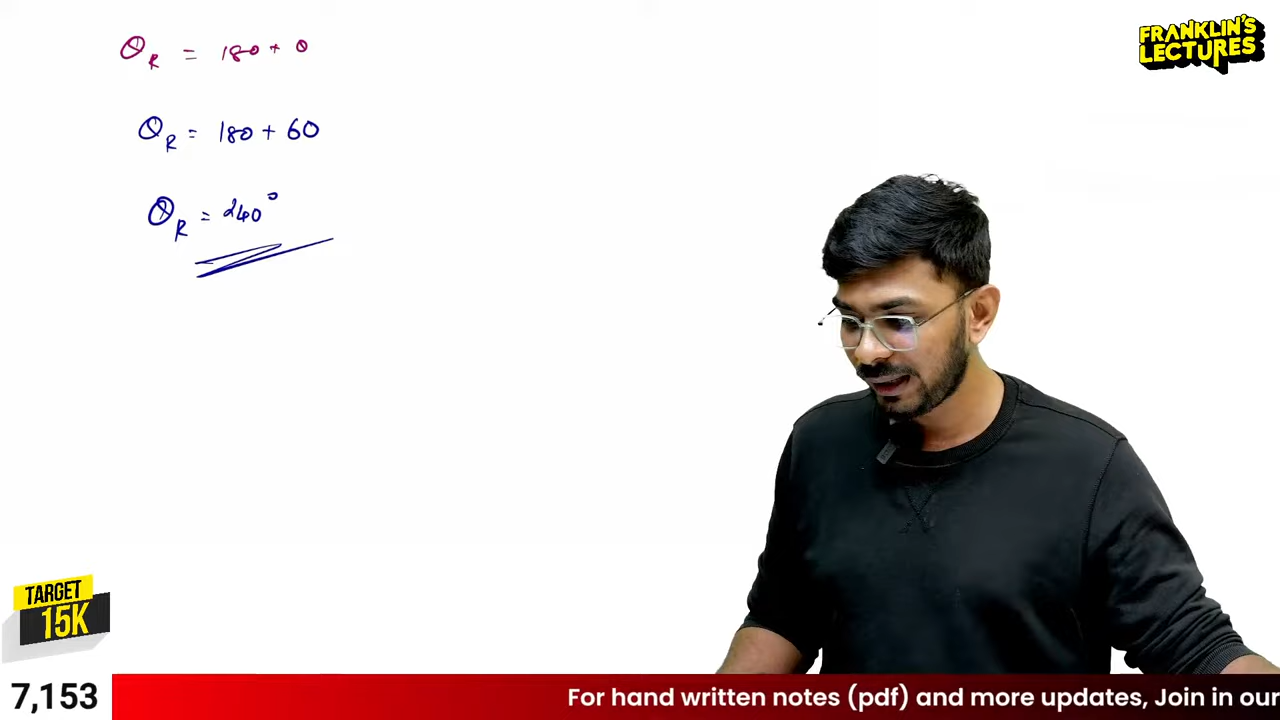 θR = 180 + θ
θR = 180 + 60
θR = 240°
FRANKLIN'S
LECTURES
TARGET
15K
7,153
For hand written notes (pdf) and more updates, Join in our